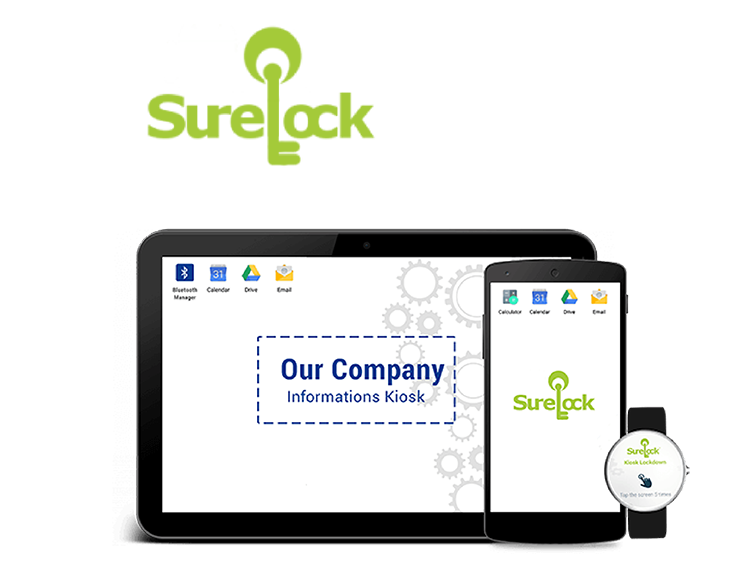 SureLock
Bluetooth Manager
Calendar
Drive
Email
31
Our Company
Informations Kiosk
Calculator
Calendar
Drive
Email
31
SureLock
SureLock
Kiosk Lockdown
Tap the screen 5 times